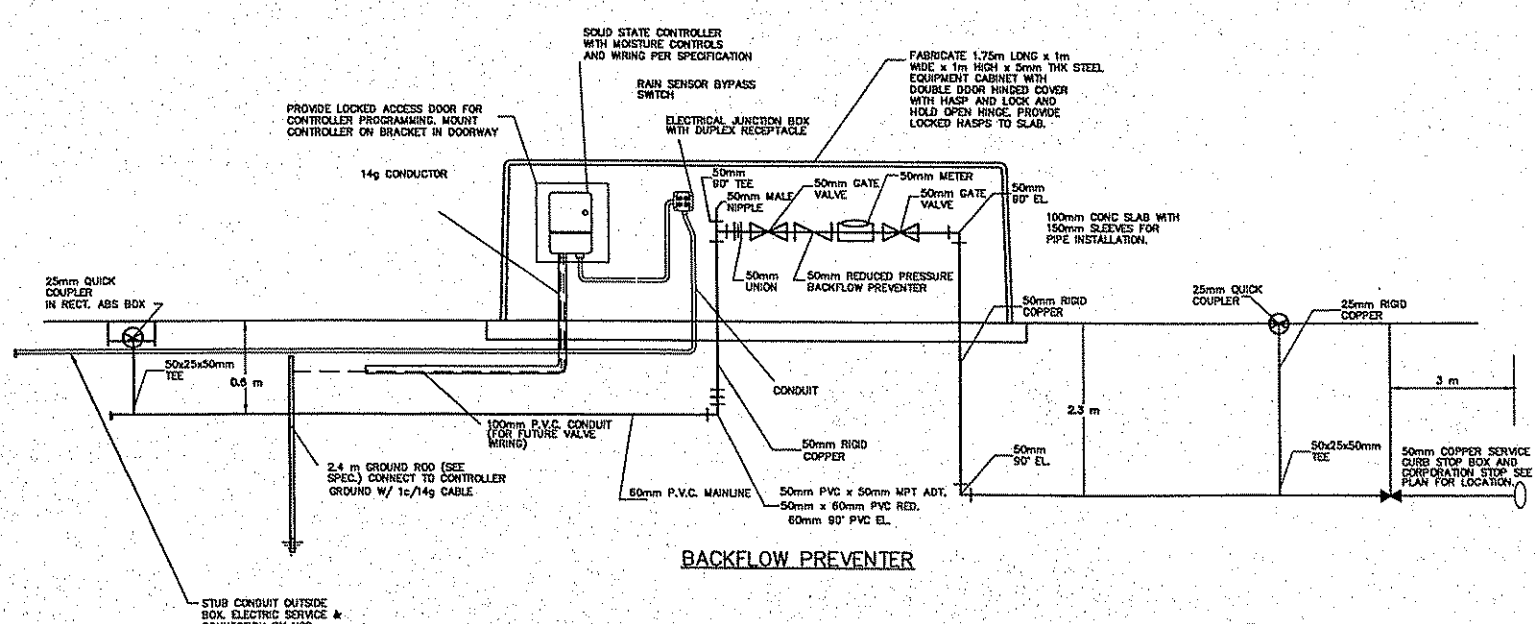 SOLID STATE CONTROLLER
WITH MOISTURE CONTROLS
AND WIRING PER SPECIFICATION
FABRICATE 1.75m LONG x 1m
WIDE x 1m HIGH x 5mm THK STEEL
EQUIPMENT CABINET WITH
DOUBLE DOOR HINGED COVER
WITH HASP AND LOCK AND
HOLD OPEN HINGE, PROVIDE
LOCKED HASPS TO SLAB.
RAIN SENSOR BYPASS
SWITCH
PROVIDE LOCKED ACCESS DOOR FOR
CONTROLLER PROGRAMMING. MOUNT
CONTROLLER ON BRACKET IN DOORWAY
ELECTRICAL JUNCTION BOX
WITH DUPLEX RECEPTACLE
14g CONDUCTOR
50mm
90° TEE
50mm MALE
NIPPLE
50mm GATE
VALVE
50mm METER
50mm GATE
VALVE
50mm
90° EL.
100mm CONC SLAB WITH
150mm SLEEVES FOR
PIPE INSTALLATION.
50mm
UNION
50mm REDUCED PRESSURE
BACKFLOW PREVENTER
25mm QUICK
COUPLER
IN RECT. ABS BOX
50mm RIGID
COPPER
25mm QUICK
COUPLER
25mm RIGID
COPPER
50x25x50mm
TEE
0.6 m
CONDUIT
2.3 m
3 m
100mm P.V.C. CONDUIT
(FOR FUTURE VALVE
WIRING)
50mm RIGID
COPPER
50mm
90° EL.
50x25x50mm
TEE
50mm COPPER SERVICE
CURB STOP BOX AND
CORPORATION STOP SEE
PLAN FOR LOCATION.
2.4 m GROUND ROD (SEE
SPEC.) CONNECT TO CONTROLLER
GROUND W/ 1c/14g CABLE
60mm P.V.C. MAINLINE
50mm PVC x 50mm MPT ADT.
50mm x 60mm PVC RED.
60mm 90° PVC EL.
BACKFLOW PREVENTER
STUB CONDUIT OUTSIDE
BOX. ELECTRIC SERVICE &